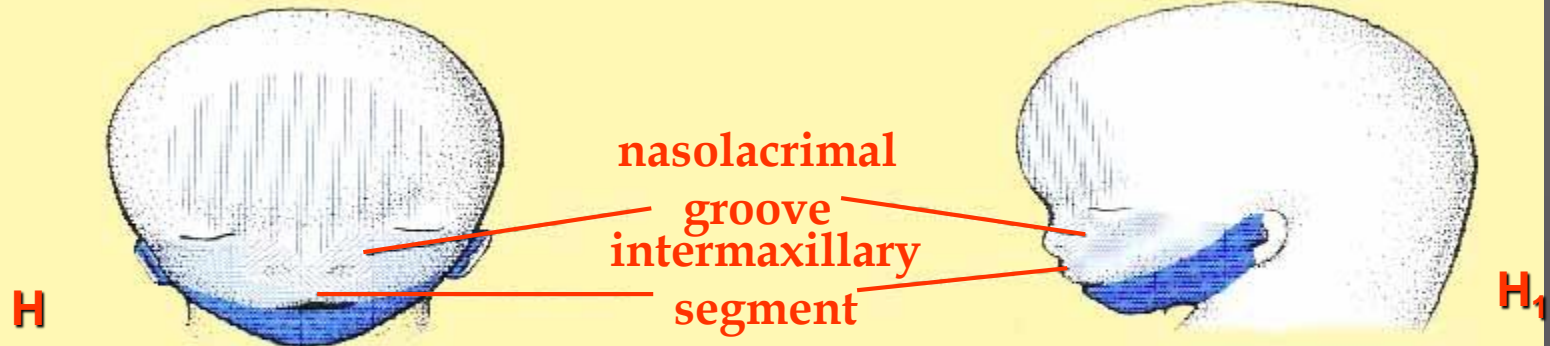 nasolacrimal
groove
intermaxillary
segment
H
H₁